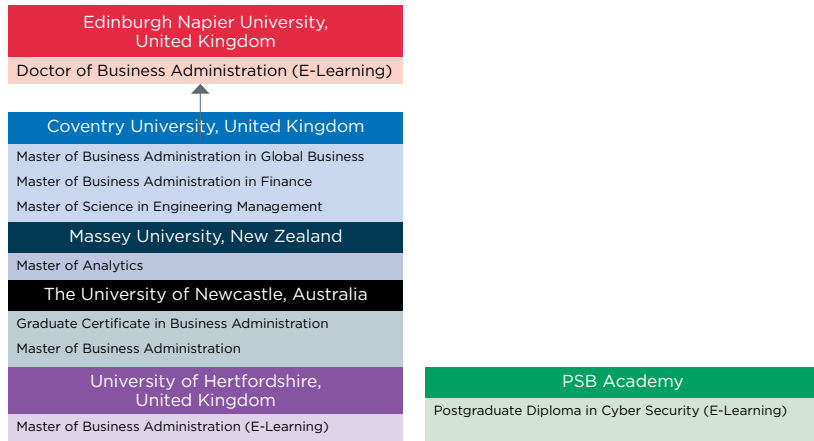 Edinburgh Napier University,
United Kingdom
Doctor of Business Administration (E-Learning)
Coventry University, United Kingdom
Master of Business Administration in Global Business
Master of Business Administration in Finance
Master of Science in Engineering Management
Massey University, New Zealand
Master of Analytics
The University of Newcastle, Australia
Graduate Certificate in Business Administration
Master of Business Administration
University of Hertfordshire,
United Kingdom
Master of Business Administration (E-Learning)
PSB Academy
Postgraduate Diploma in Cyber Security (E-Learning)